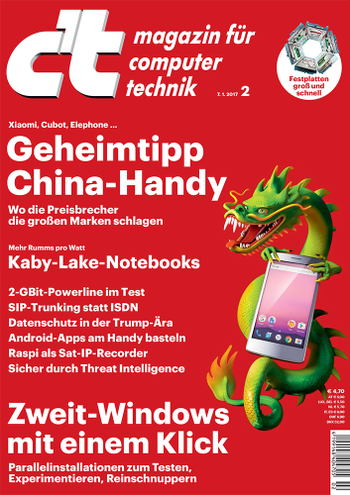 c't
magazin für
computer
technik
7. 1. 2017 2
Festplatten
groß und
schnell
Xiaomi, Cubot, Elephone ...
Geheimtipp
China-Handy
Wo die Preisbrecher
die großen Marken schlagen
Mehr Rumms pro Watt
Kaby-Lake-Notebooks
2-GBit-Powerline im Test
SIP-Trunking statt ISDN
Datenschutz in der Trump-Ära
Android-Apps am Handy basteln
Raspi als Sat-IP-Recorder
Sicher durch Threat Intelligence
€ 4,70
Zweit-Windows
mit einem Klick
Parallelinstallationen zum Testen,
Experimentieren, Reinschnuppern